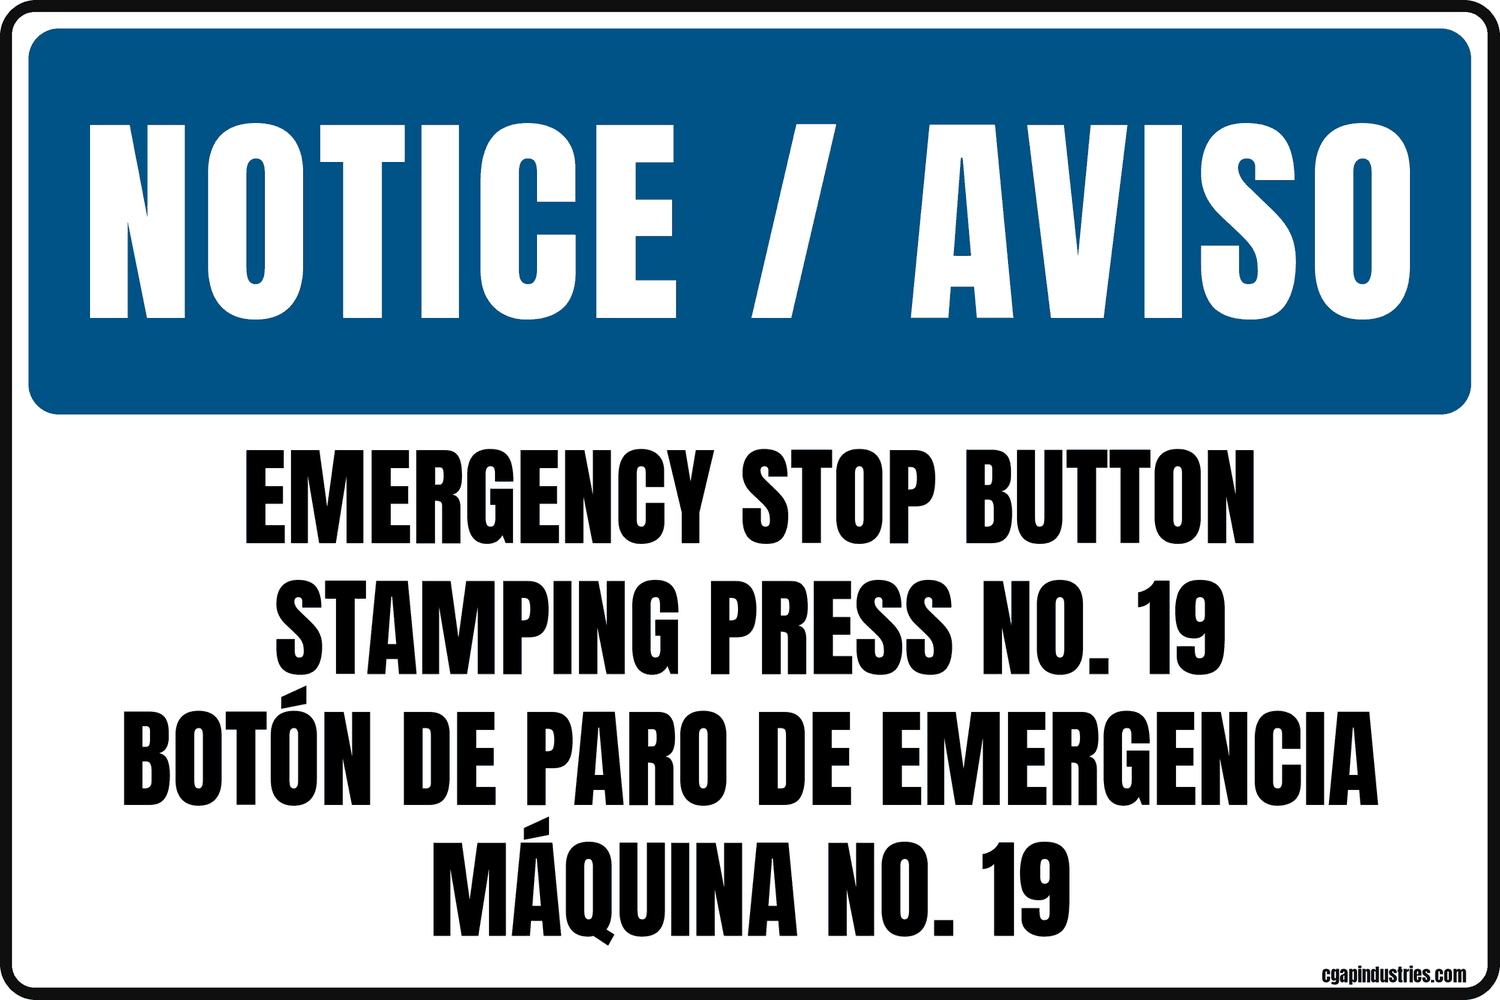 NOTICE / AVISO
EMERGENCY STOP BUTTON
STAMPING PRESS NO. 19
BOTÓN DE PARO DE EMERGENCIA
MÁQUINA NO. 19
cgapindustries.com